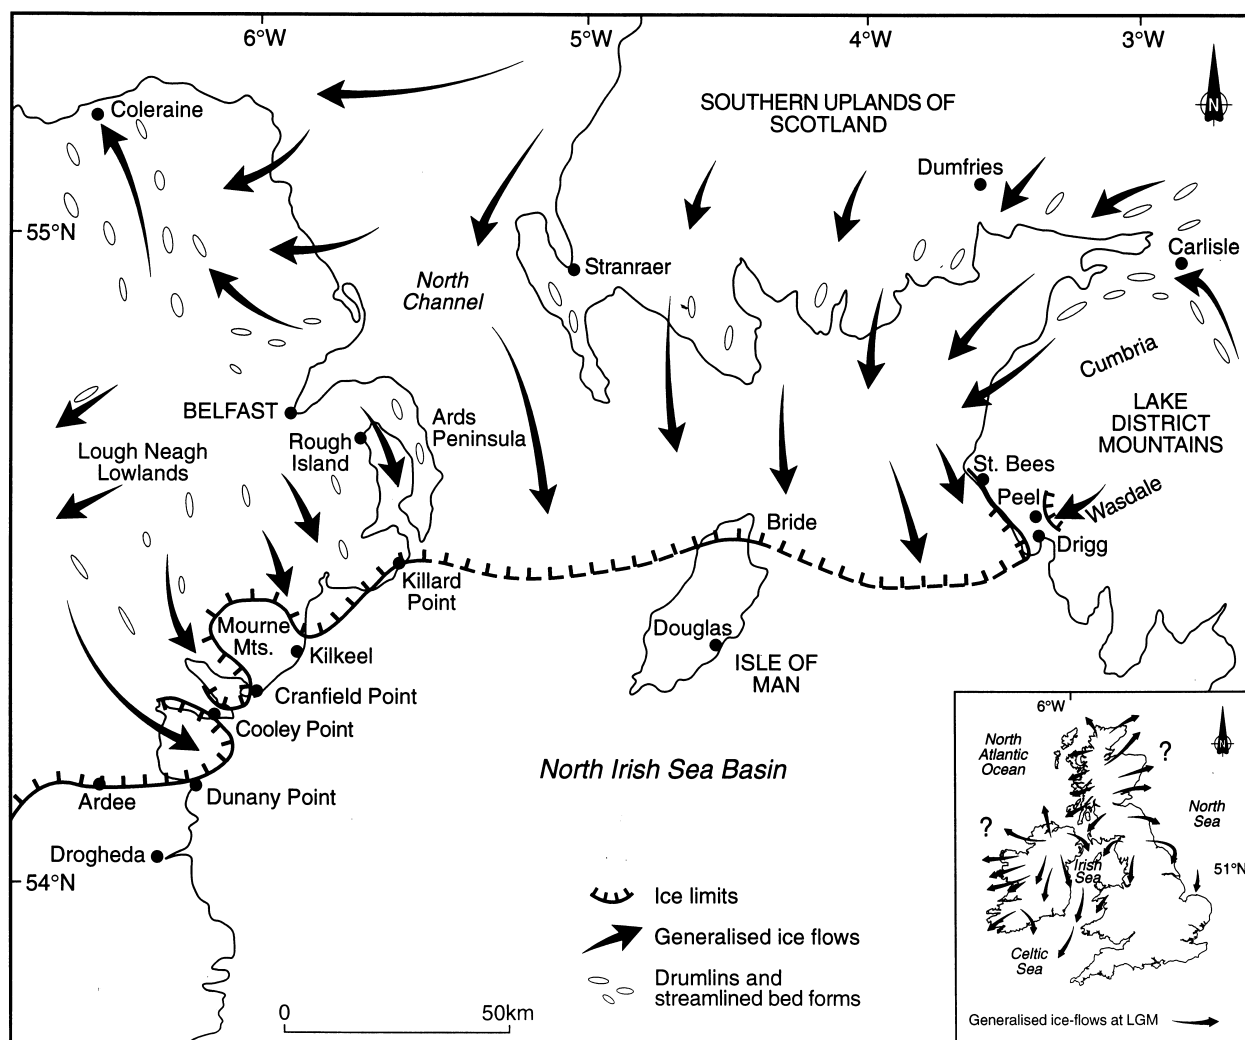 6°W
5°W
4°W
3°W
N
Coleraine
SOUTHERN UPLANDS OF
SCOTLAND
Dumfries
55°N
Carlisle
Stranraer
North
Channel
Cumbria
BELFAST
Ards
Peninsula
LAKE
DISTRICT
MOUNTAINS
Rough
Island
Lough Neagh
Lowlands
St. Bees
Peel
Wasdale
Bride
Drigg
Killard
Point
Mourne
Mts.
Kilkeel
Douglas
ISLE OF
MAN
Cranfield Point
Cooley Point
North Irish Sea Basin
Ardee
Dunany Point
Drogheda
54°N
Ice limits
Generalised ice flows
Drumlins and
streamlined bed forms
0
50km
6°W
North
Atlantic
Ocean
?
N
North
Sea
?
Irish
Sea
51°N
Celtic
Sea
Generalised ice-flows at LGM